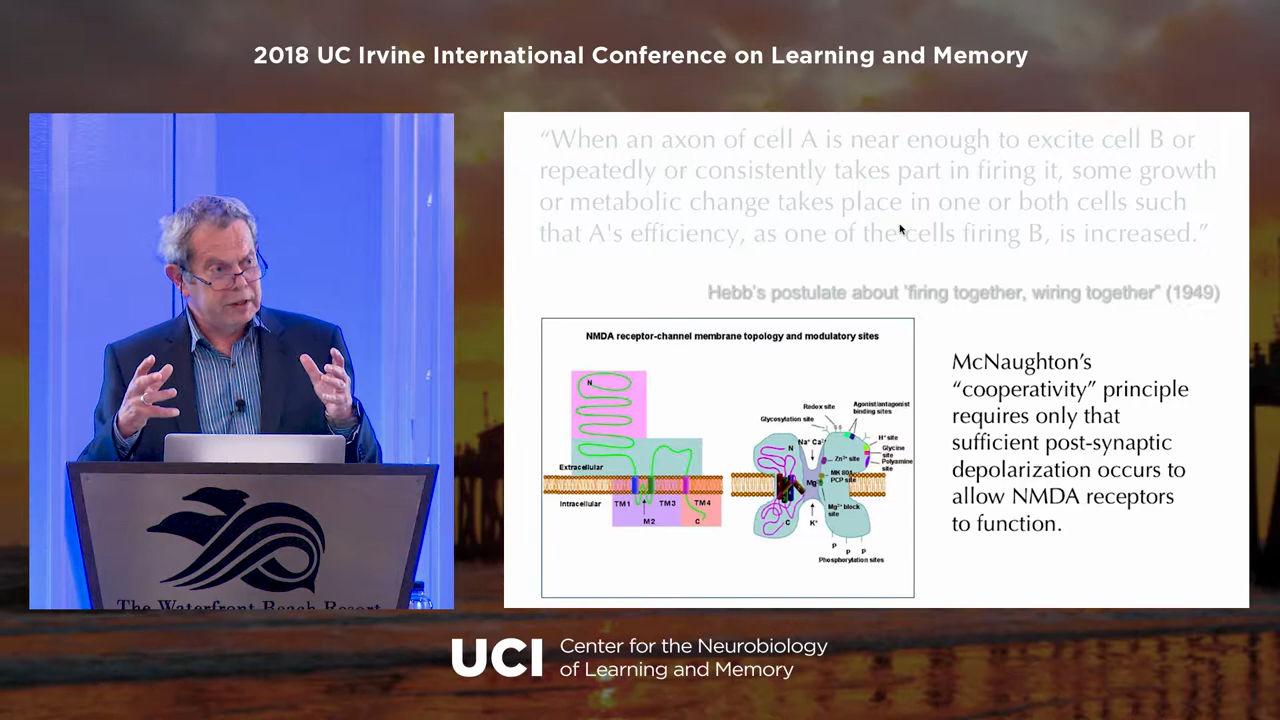 2018 UC Irvine International Conference on Learning and Memory
“When an axon of cell A is near enough to excite cell B or
repeatedly or consistently takes part in firing it, some growth
or metabolic change takes place in one or both cells such
that A's efficiency, as one of the cells firing B, is increased.”
Hebb's postulate about 'firing together, wiring together” (1949)
NMDA receptor-channel membrane topology and modulatory sites
N
Extracellular
Intracellular
TM1
M2
TM3
TM4
C
Redox site
Glycosylation site
Agonist/antagonist
binding sites
Na⁺ Ca²⁺
H⁺ site
Glycine
site
Polyamine
site
N
Zn²⁺ site
MK 801
PCP site
Mg²⁺
Mg²⁺ block
site
C
K⁺
P
P
P
Phosphorylation sites
McNaughton's
“cooperativity” principle
requires only that
sufficient post-synaptic
depolarization occurs to
allow NMDA receptors
to function.
The Waterfront Beach Resort
UCI
Center for the Neurobiology
of Learning and Memory